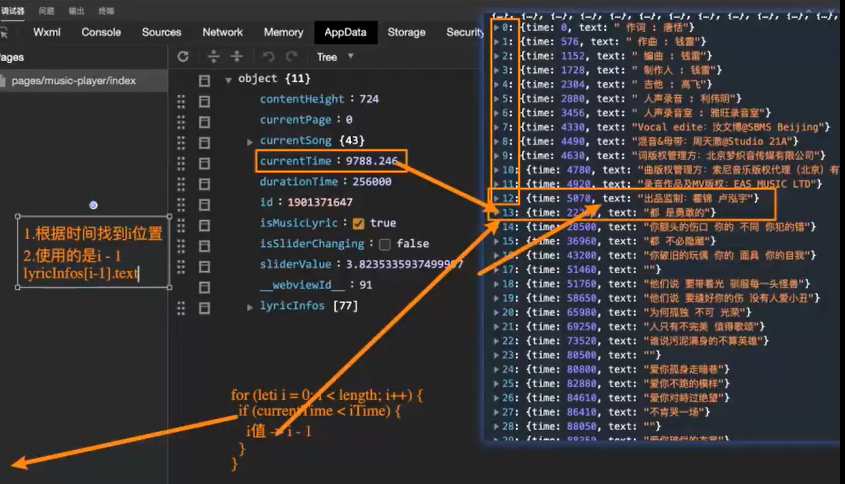 调试器 问题 输出 终端
Wxml Console Sources Network Memory AppData Storage Security
ages
Tree
pages/music-player/index
object {11}
contentHeight : 724
currentPage : 0
currentSong {43}
currentTime : 9788.246
durationTime : 256000
id : 1901371647
isMusicLyric : true
isSliderChanging : false
sliderValue : 3.82353359374999
__webviewId__ : 91
lyricInfos [77]
1.根据时间找到i位置
2.使用的是i - 1
lyricInfos[i-1].text
for (leti i = 0; i < length; i++) {
if (currentTime < iTime) {
i值 -> i - 1
}
}
{…}, {…}, {…}, {…}, {…}, {…}, {…}, {…}, {…}, {…}
0: {time: 0, text: " 作词 : 唐恬"}
1: {time: 576, text: " 作曲 : 钱雷"}
2: {time: 1152, text: " 编曲 : 钱雷"}
3: {time: 1728, text: " 制作人 : 钱雷"}
4: {time: 2304, text: " 吉他 : 高飞"}
5: {time: 2880, text: " 人声录音 : 利伟明"}
6: {time: 3456, text: " 人声录音室 : 雅旺录音室"}
7: {time: 4330, text: "Vocal edite：汝文博@SBMS Beijing"}
8: {time: 4490, text: "混音&母带：周天澈@Studio 21A"}
9: {time: 4630, text: "词版权管理方：北京梦织音传媒有限公司"}
10: {time: 4780, text: "曲版权管理方：索尼音乐版权代理（北京）有
11: {time: 4920, text: "录音作品及MV版权：EAS MUSIC LTD"}
12: {time: 5070, text: "出品监制：霍锦 卢泓宇"}
13: {time: text: "都 是勇敢的"}
14: {time: 28500, text: "你额头的伤口 你的 不同 你犯的错"}
15: {time: 36960, text: "都 不必隐藏"}
16: {time: 43200, text: "你破旧的玩偶 你的 面具 你的自我"}
17: {time: 51460, text: ""}
18: {time: 51760, text: "他们说 要带着光 驯服每一头怪兽"}
19: {time: 58650, text: "他们说 要缝好你的伤 没有人爱小丑"}
20: {time: 65980, text: "为何孤独 不可 光荣"}
21: {time: 69250, text: "人只有不完美 值得歌颂"}
22: {time: 73520, text: "谁说污泥满身的不算英雄"}
23: {time: 80500, text: ""}
24: {time: 80800, text: "爱你孤身走暗巷"}
25: {time: 82880, text: "爱你不跪的模样"}
26: {time: 84610, text: "爱你对峙过绝望"}
27: {time: 86410, text: "不肯哭一场"}
28: {time: 88050, text: ""}